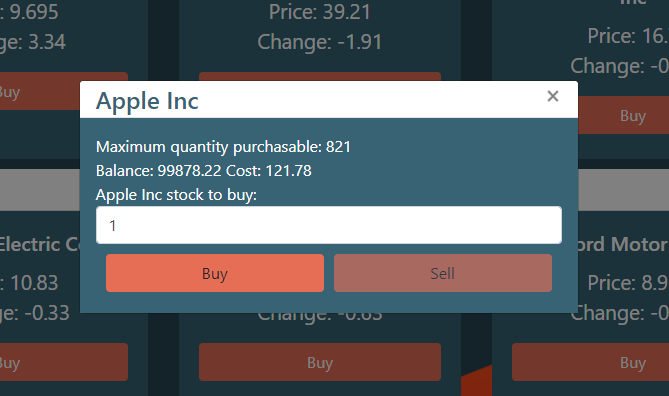 : 9.695
ge: 3.34
Buy
Price: 39.21
Change: -1.91
Inc
Price: 16.
Change: -0
Buy
Apple Inc
×
Maximum quantity purchasable: 821
Balance: 99878.22 Cost: 121.78
Apple Inc stock to buy:
1
Buy
Sell
Electric C
: 10.83
ge: -0.33
Buy
Change: -0.63
Buy
ord Motor
Price: 8.9
Change: -0
Buy